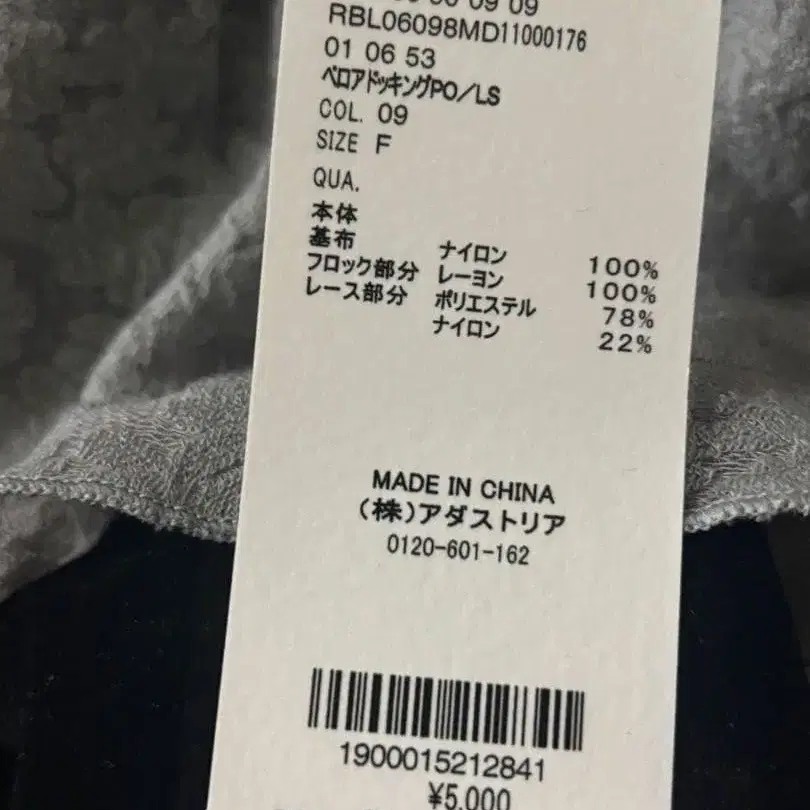 09 09
RBL06098MD11000176
01 06 53
ベロアドッキングPO／LS
COL. 09
SIZE F
QUA.
本体
基布 ナイロン 100%
フロック部分 レーヨン 100%
レース部分 ポリエステル 78%
ナイロン 22%
MADE IN CHINA
(株)アダストリア
0120-601-162
1900015212841
¥5,000